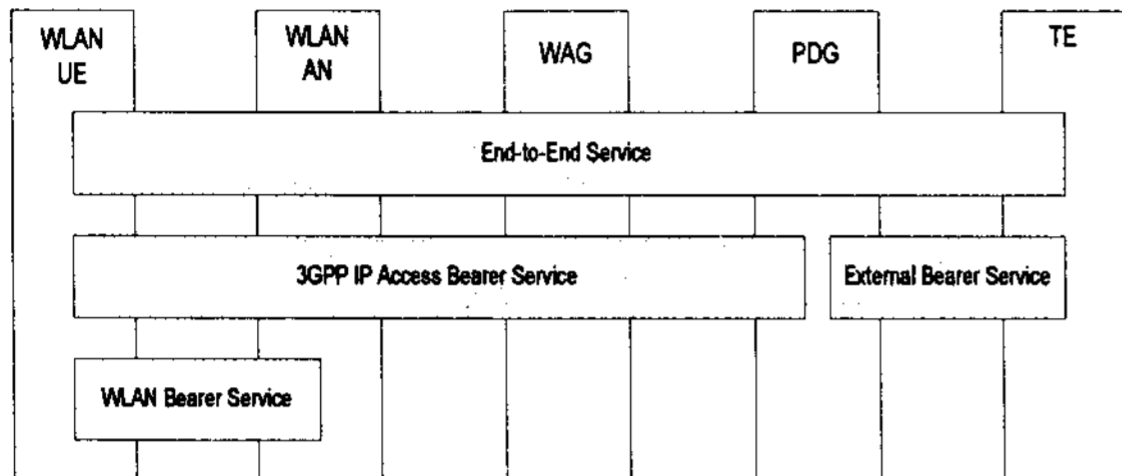 WLAN
UE
WLAN
AN
WAG
PDG
TE
End-to-End Service
3GPP IP Access Bearer Service
External Bearer Service
WLAN Bearer Service